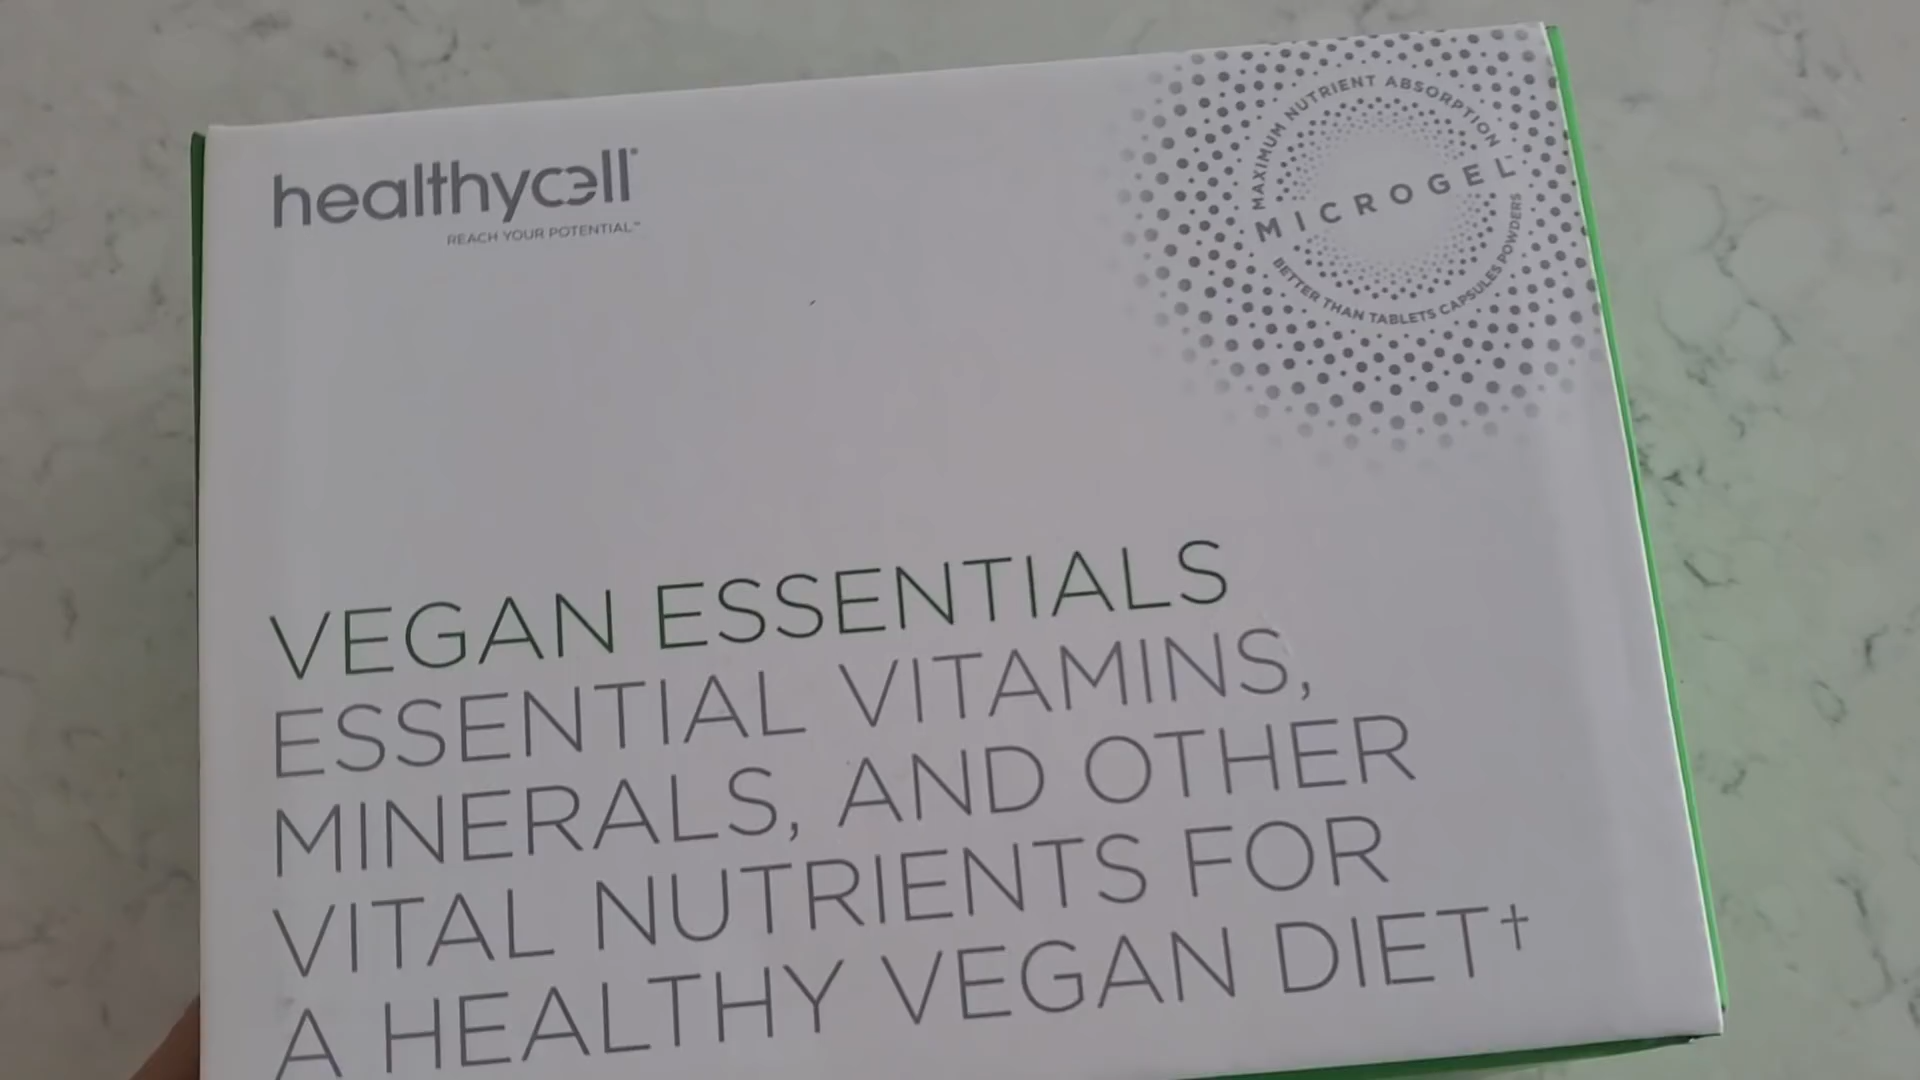 healthycell
REACH YOUR POTENTIAL™
MAXIMUM NUTRIENT ABSORPTION
MICROGEL™
BETTER THAN TABLETS CAPSULES POWDERS
VEGAN ESSENTIALS
ESSENTIAL VITAMINS,
MINERALS, AND OTHER
VITAL NUTRIENTS FOR
A HEALTHY VEGAN DIET†